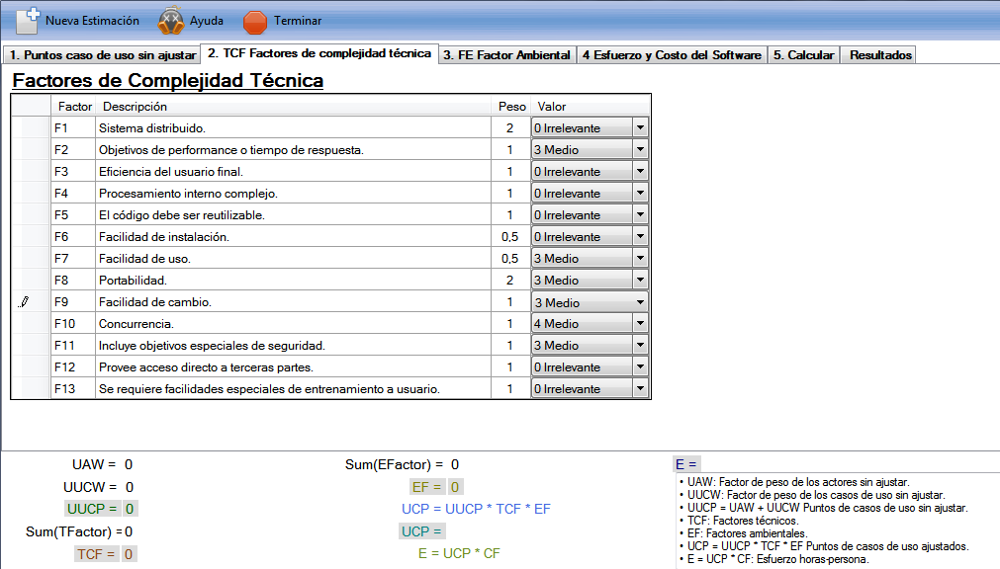 Nueva Estimación Ayuda Terminar
1. Puntos caso de uso sin ajustar 2. TCF Factores de complejidad técnica 3. FE Factor Ambiental 4 Esfuerzo y Costo del Software 5. Calcular Resultados
Factores de Complejidad Técnica
Factor Descripción Peso Valor
F1 Sistema distribuido. 2 0 Irrelevante
F2 Objetivos de performance o tiempo de respuesta. 1 3 Medio
F3 Eficiencia del usuario final. 1 0 Irrelevante
F4 Procesamiento interno complejo. 1 0 Irrelevante
F5 El código debe ser reutilizable. 1 0 Irrelevante
F6 Facilidad de instalación. 0,5 0 Irrelevante
F7 Facilidad de uso. 0,5 3 Medio
F8 Portabilidad. 2 3 Medio
F9 Facilidad de cambio. 1 3 Medio
F10 Concurrencia. 1 4 Medio
F11 Incluye objetivos especiales de seguridad. 1 3 Medio
F12 Provee acceso directo a terceras partes. 1 0 Irrelevante
F13 Se requiere facilidades especiales de entrenamiento a usuario. 1 0 Irrelevante
UAW = 0
UUCW = 0
UUCP = 0
Sum(TFactor) = 0
TCF = 0
Sum(EFactor) = 0
EF = 0
UCP = UUCP * TCF * EF
UCP =
E = UCP * CF
E =
• UAW: Factor de peso de los actores sin ajustar.
• UUCW: Factor de peso de los casos de uso sin ajustar.
• UUCP = UAW + UUCW Puntos de casos de uso sin ajustar.
• TCF: Factores técnicos.
• EF: Factores ambientales.
• UCP = UUCP * TCF * EF Puntos de casos de uso ajustados.
• E = UCP * CF: Esfuerzo horas-persona.